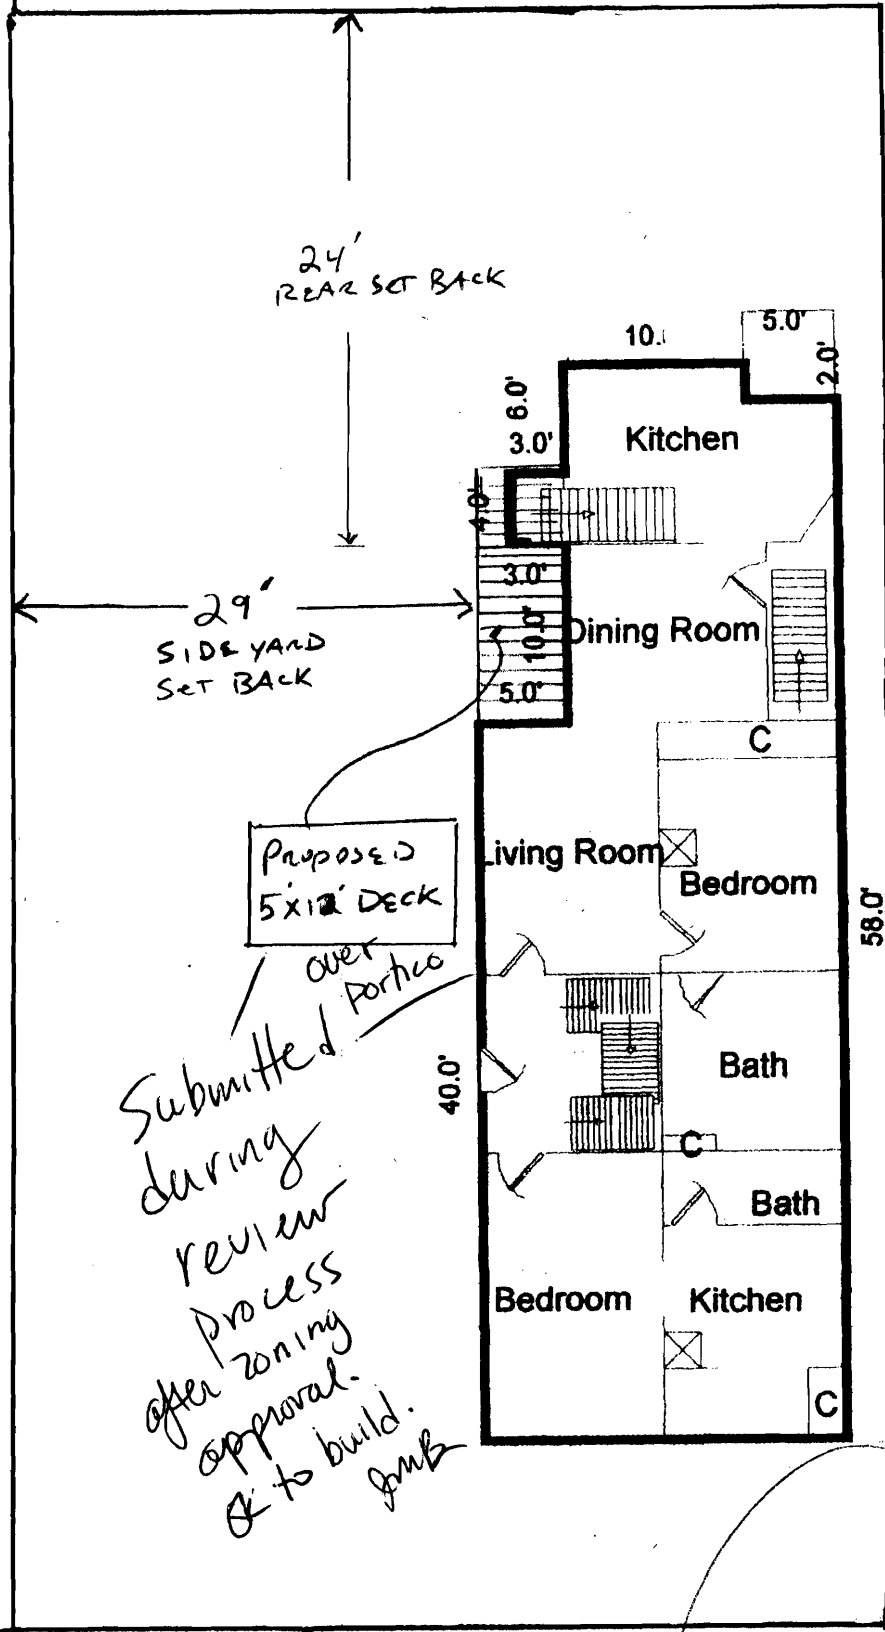 24'
REAR SET BACK
10.
5.0'
2.0'
6.0'
3.0'
Kitchen
4.0'
3.0'
29'
SIDE YARD
SET BACK
10.0'
Dining Room
5.0'
C
PROPOSED
5'X12' DECK
over
Portico
Living Room
Bedroom
58.0'
Submitted
during
review
process
after zoning
approval.
OK to build.
JMB
40.0'
Bath
C
Bath
Bedroom
Kitchen
C